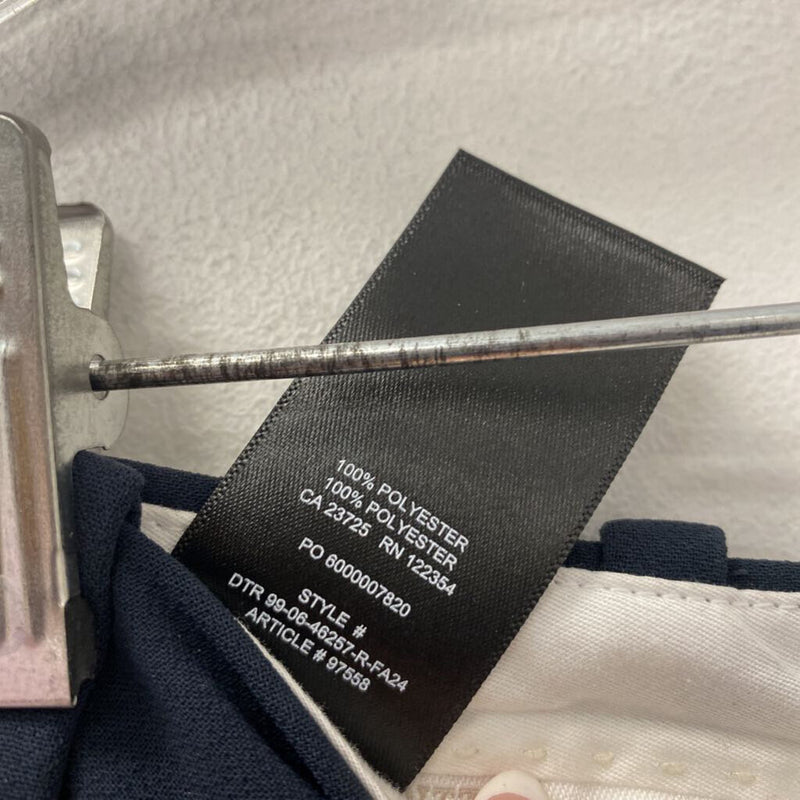 100% POLYESTER
100% POLYESTER
CA 23725 RN 122354
PO 6000007820
STYLE #
DTR 99-06-46257-R-FA24
ARTICLE # 97558